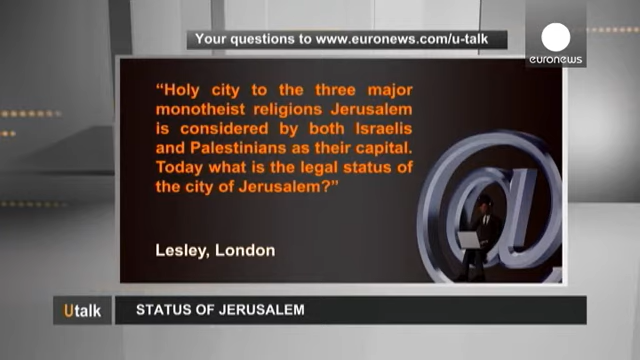 Your questions to www.euronews.com/u-talk
euronews
“Holy city to the three major
monotheist religions Jerusalem
is considered by both Israelis
and Palestinians as their capital.
Today what is the legal status of
the city of Jerusalem?”
Lesley, London
Utalk
STATUS OF JERUSALEM